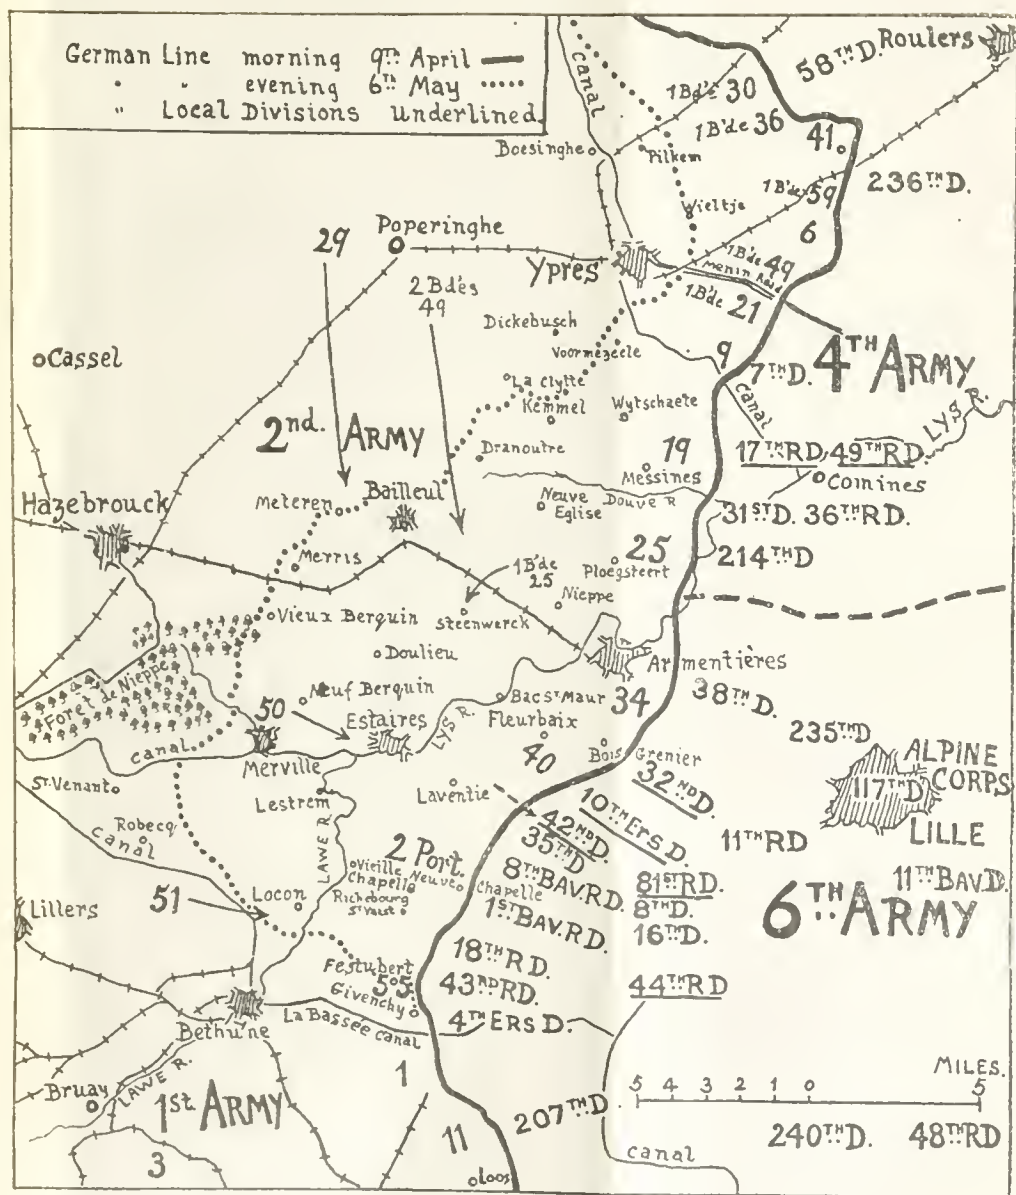 German Line morning 9TH April
" " evening 6TH May
" Local Divisions Underlined.
canal
58TH D.
Roulers
1 Bd'e 30
1 B'de 36
41
Boesinghe
Pilkem
236TH D.
1 B'de 59
Wieltje
6
Poperinghe
29
Ypres
1 B'de 49
Menin Road
2 Bdes
49
1 B'de 21
Dickebusch
Voormezeele
Cassel
9
7TH D.
4TH ARMY
La Clytte
Kemmel
Wytschaete
canal
LYS R.
2nd. ARMY
Dranoutre
19
17TH RD.
49TH RD.
Messines
Comines
Hazebrouck
Meteren
Bailleul
Neuve
Eglise
Douve R
31ST D.
36TH RD.
Merris
1 B'de
25
25
Ploegsteert
214TH D
Nieppe
Vieux Berquin
Steenwerck
Doulieu
Armentières
Forêt de Nieppe
Neuf Berquin
Bac St Maur
34
38TH D.
50
Estaires
LYS R.
Fleurbaix
235TH D
ALPINE
CORPS
canal
Merville
40
Bois Grenier
32ND D.
117TH D
St. Venant
Lestrem
Laventie
10TH Ers D.
LILLE
Robecq
canal
LAWE R.
2 Port.
42ND D.
35TH D
11TH RD
Vieille
Chapelle
Neuve Chapelle
8TH BAV. RD.
81ST RD.
11TH BAV. D.
51
Locon
Richebourg
St Vaast
1ST BAV. RD.
8TH D.
6TH ARMY
Lillers
16TH D.
18TH R D.
Festubert
55
43RD RD.
44TH RD
Givenchy
4TH ERS D.
Bethune
La Bassée canal
Bruay
LAWE R.
1st. ARMY
1
MILES.
5 4 3 2 1 0 5
207TH D.
11
240TH D.
48TH RD
3
Loos
canal